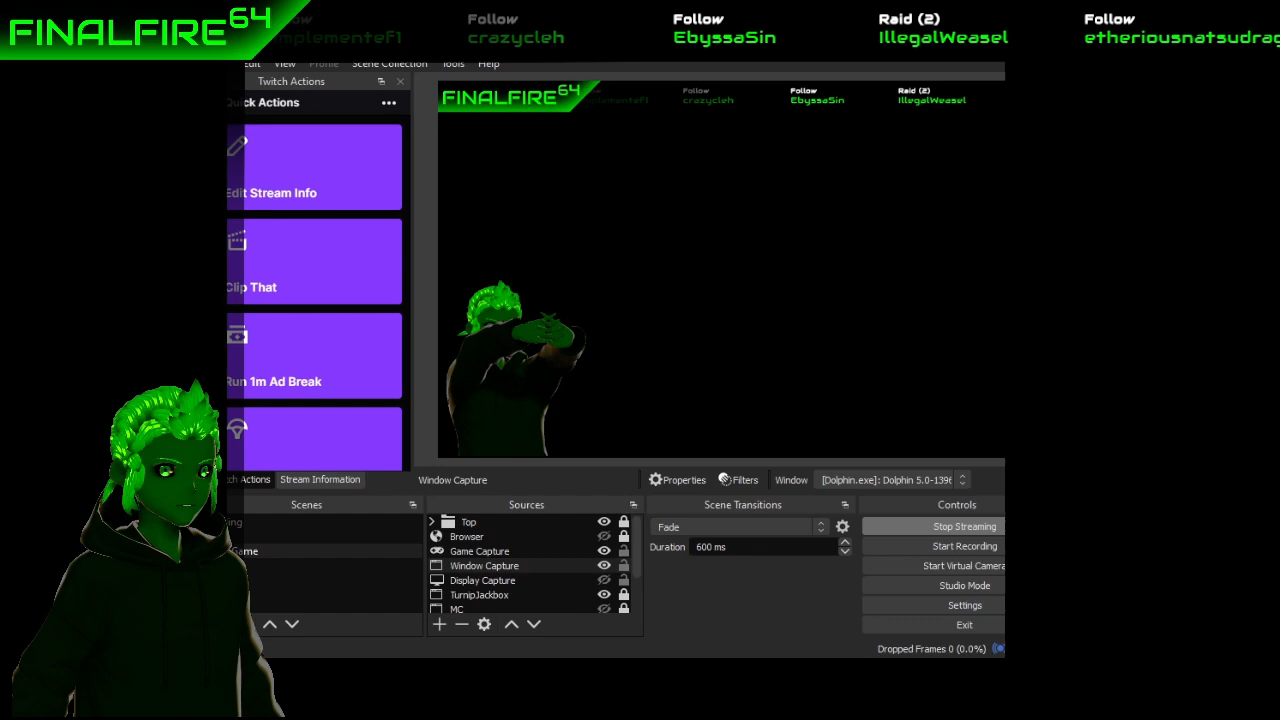 FINALFIRE64
Follow
crazycleh
Follow
EbyssaSin
Raid (2)
IllegalWeasel
Follow
View Profile Scene Collection Tools Help
Twitch Actions
Quick Actions
Edit Stream Info
Clip That
Run 1m Ad Break
FINALFIRE64
Follow
crazycleh
Follow
EbyssaSin
Raid (2)
IllegalWeasel
Actions
Stream Information
Window Capture
Properties
Filters
Window
[Dolphin.exe]: Dolphin 5.0-1396
Scenes
Game
Sources
Top
Browser
Game Capture
Window Capture
Display Capture
TurnipJackbox
MC
Scene Transitions
Fade
Duration
600 ms
Controls
Stop Streaming
Start Recording
Start Virtual Camera
Studio Mode
Settings
Exit
Dropped Frames 0 (0.0%)